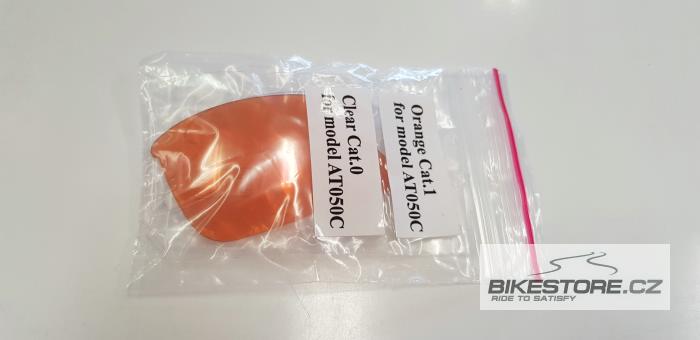 Clear Cat.0
for model AT050C
Orange Cat.1
for model AT050C
BIKESTORE.CZ
RIDE TO SATISFY